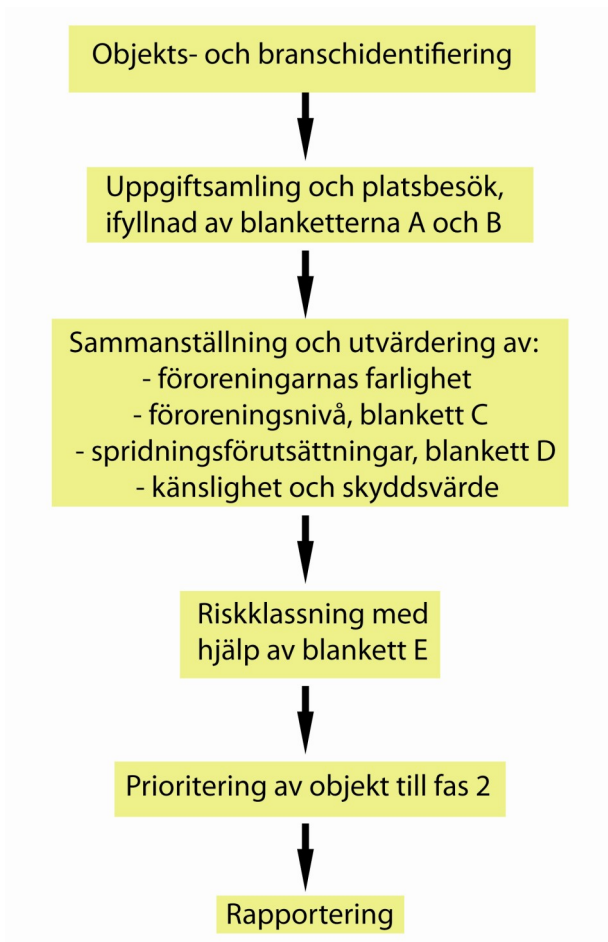 Objekts- och branschidentifiering
Uppgiftsamling och platsbesök,
ifyllnad av blanketterna A och B
Sammanställning och utvärdering av:
- föroreningarnas farlighet
- föroreningsnivå, blankett C
- spridningsförutsättningar, blankett D
- känslighet och skyddsvärde
Riskklassning med
hjälp av blankett E
Prioritering av objekt till fas 2
Rapportering